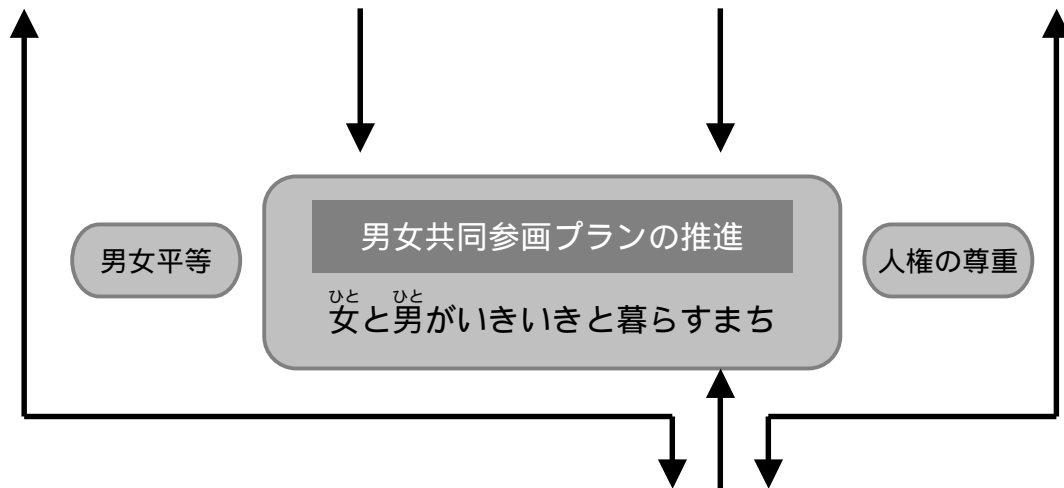 男女共同参画プランの推進
男女平等
人権の尊重
ひと ひと
女と男がいきいきと暮らすまち